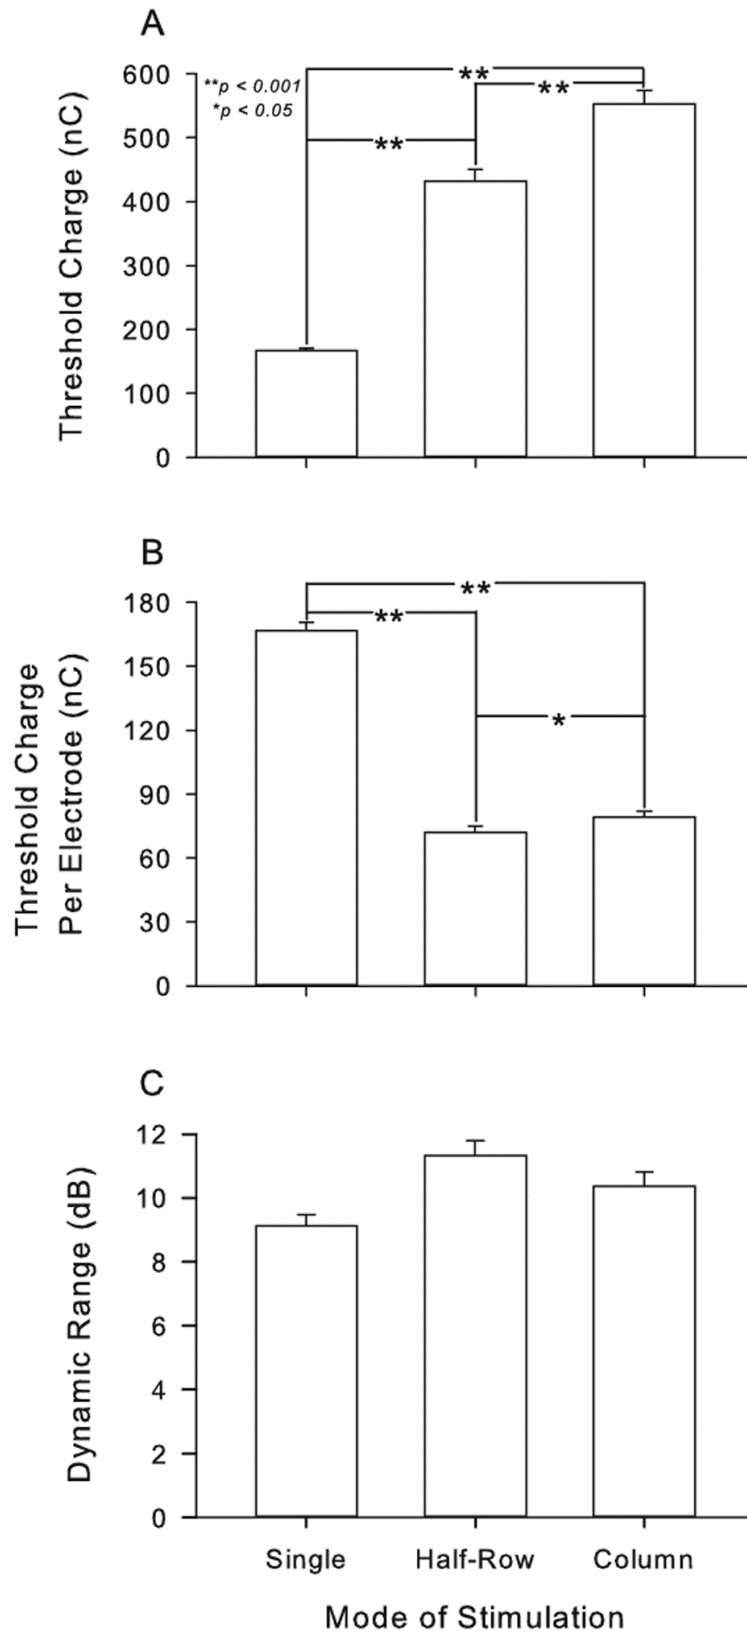 A
Threshold Charge (nC)
600
500
400
300
200
100
0
**p < 0.001
*p < 0.05
**
**
**
B
Threshold Charge
Per Electrode (nC)
180
150
120
90
60
30
0
**
**
*
C
Dynamic Range (dB)
12
10
8
6
4
2
0
Single Half-Row Column
Mode of Stimulation